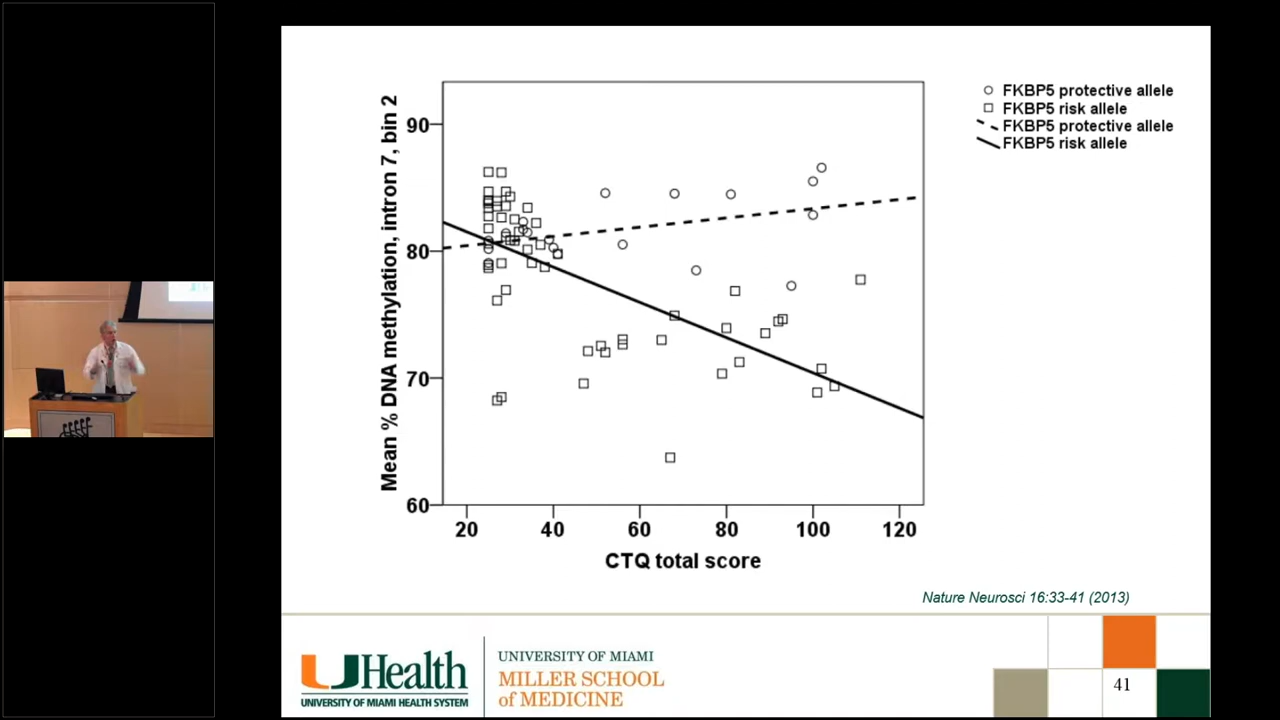 FKBP5 protective allele
FKBP5 risk allele
FKBP5 protective allele
FKBP5 risk allele
Mean % DNA methylation, intron 7, bin 2
90
80
70
60
20 40 60 80 100 120
CTQ total score
Nature Neurosci 16:33-41 (2013)
UHealth
UNIVERSITY OF MIAMI HEALTH SYSTEM
UNIVERSITY OF MIAMI
MILLER SCHOOL
of MEDICINE
41